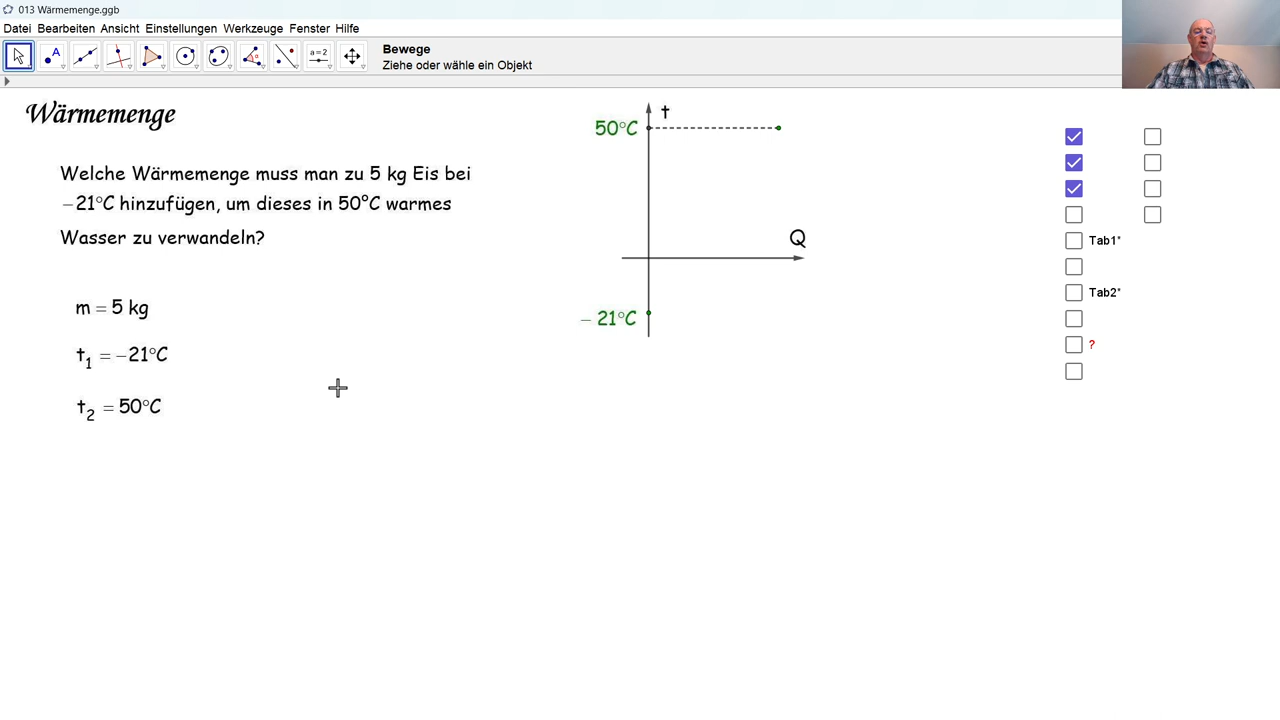 013 Wärmemenge.ggb
Datei Bearbeiten Ansicht Einstellungen Werkzeuge Fenster Hilfe
A
a=2
Bewege
Ziehe oder wähle ein Objekt
Wärmemenge
Welche Wärmemenge muss man zu 5 kg Eis bei
−21°C hinzufügen, um dieses in 50°C warmes
Wasser zu verwandeln?
m = 5 kg
t₁ = −21°C
t₂ = 50°C
t
50°C
Q
− 21°C
Tab1*
Tab2*
?